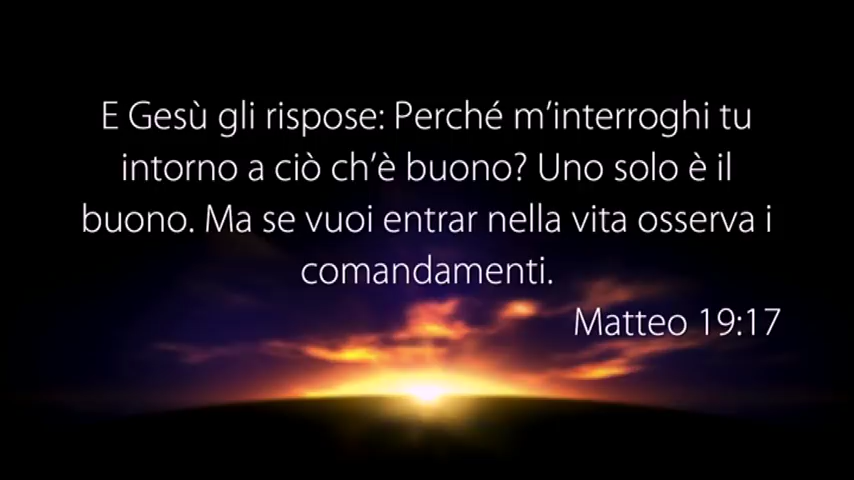 E Gesù gli rispose: Perché m’interroghi tu
intorno a ciò ch’è buono? Uno solo è il
buono. Ma se vuoi entrar nella vita osserva i
comandamenti.
Matteo 19:17